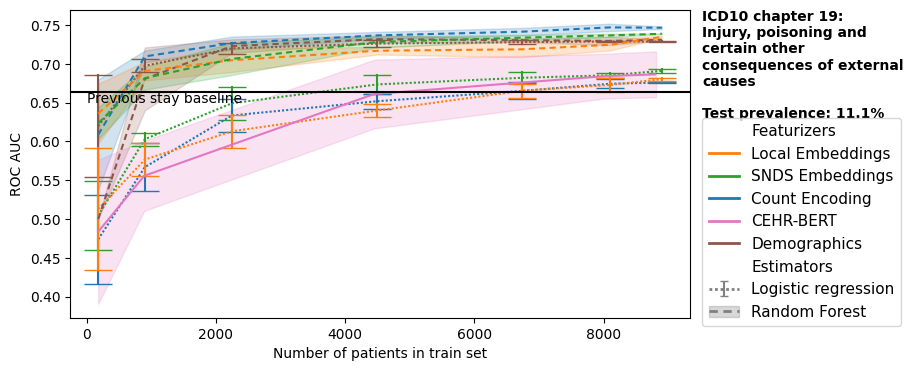 ICD10 chapter 19:
Injury, poisoning and
certain other
consequences of external
causes
Test prevalence: 11.1%
0.75
0.70
0.65
0.60
0.55
0.50
0.45
0.40
ROC AUC
Previous stay baseline
0
2000
4000
6000
8000
Number of patients in train set
Featurizers
Local Embeddings
SNDS Embeddings
Count Encoding
CEHR-BERT
Demographics
Estimators
Logistic regression
Random Forest